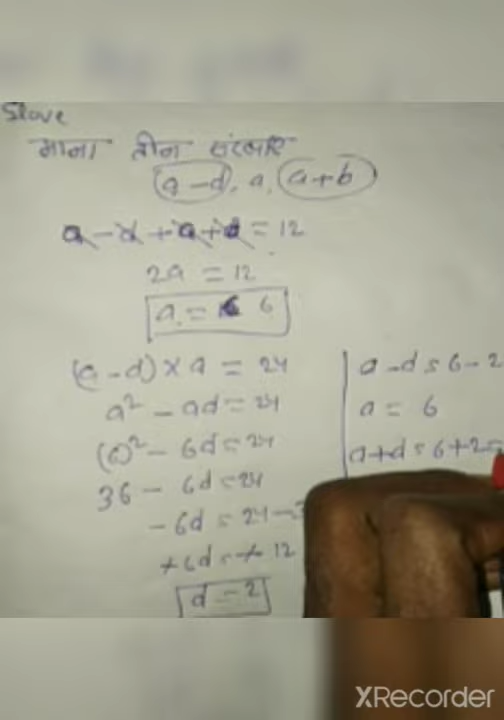 Slove
माना तीन संख्याएं
(a-d), a, (a+b)
a - d + a + d = 12
2a = 12
a = 6
(a-d) × a = 24
a² - ad = 24
(6)² - 6d = 24
36 - 6d = 24
- 6d = 24 -
+6d = + 12
d = 2
a - d = 6 - 2
a = 6
a+d = 6+2=
XRecorder